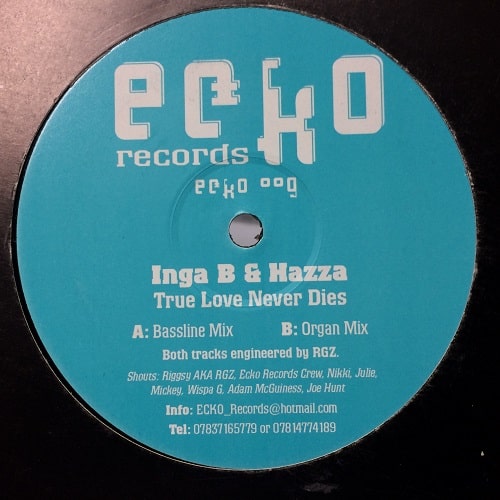 ecko
records
ecko 009
Inga B & Hazza
True Love Never Dies
A: Bassline Mix B: Organ Mix
Both tracks engineered by RGZ.
Shouts: Riggsy AKA RGZ, Ecko Records Crew, Nikki, Julie,
Mickey, Wispa G, Adam McGuiness, Joe Hunt
Info: ECKO_Records@hotmail.com
Tel: 07837165779 or 07814774189